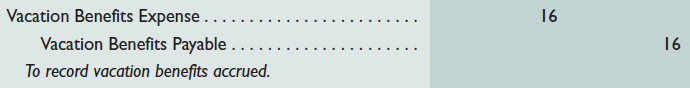 Vacation Benefits Expense . . . . . . . . . . . . . . . . . . . . . . . . 16
Vacation Benefits Payable . . . . . . . . . . . . . . . . . . . . . 16
To record vacation benefits accrued.